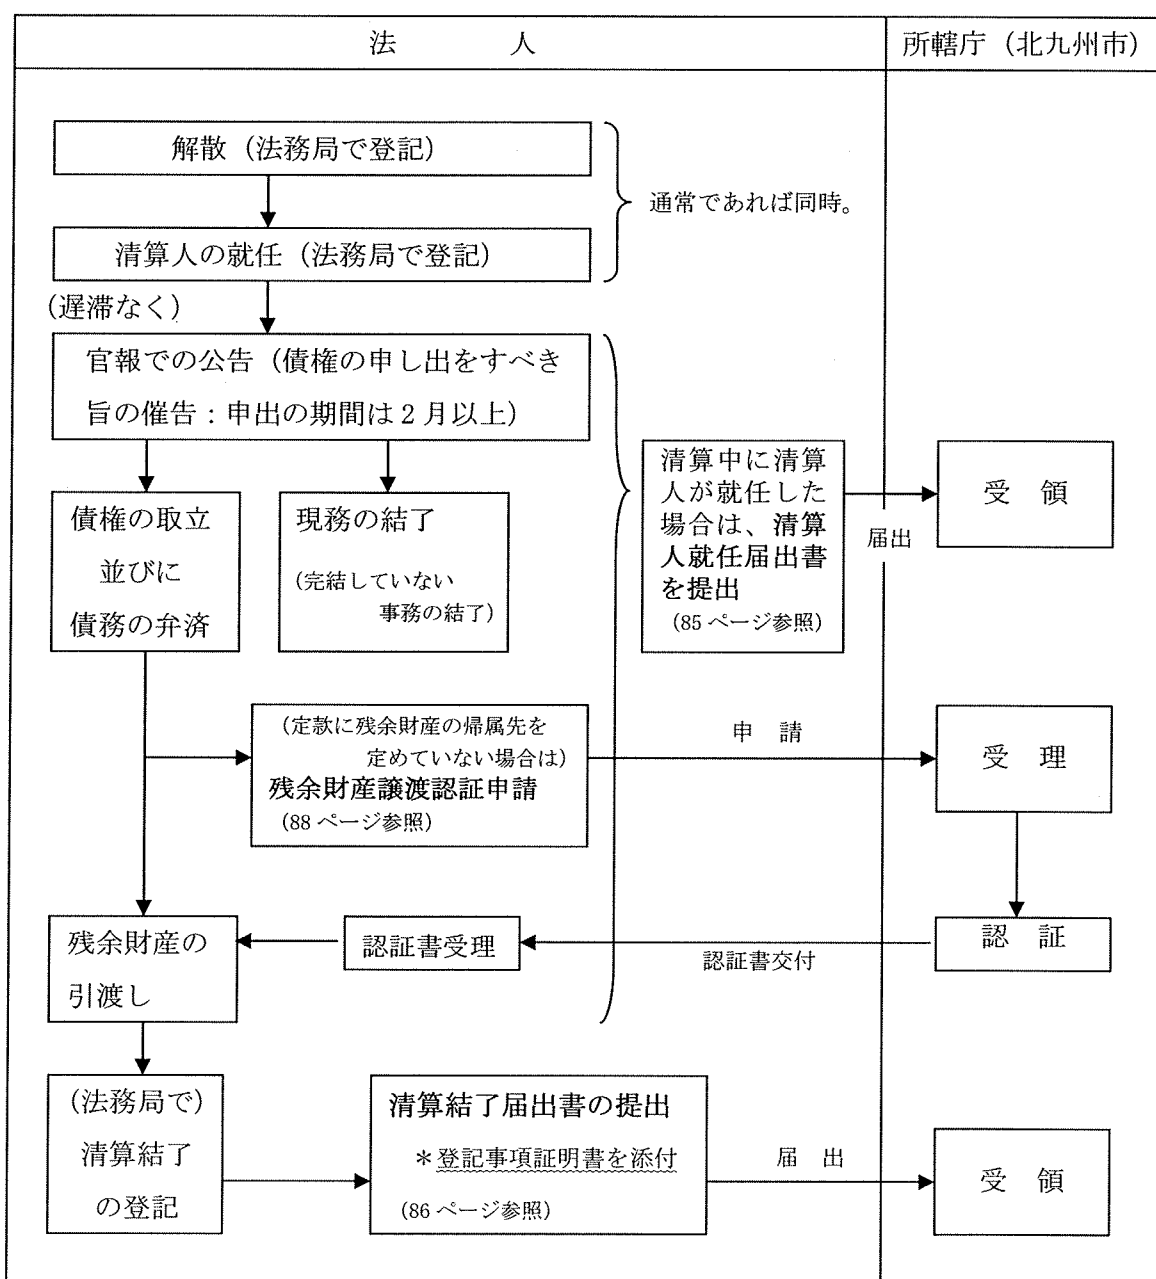 法　　　人
所轄庁（北九州市）
解散（法務局で登記）
通常であれば同時。
清算人の就任（法務局で登記）
（遅滞なく）
官報での公告（債権の申し出をすべき
旨の催告：申出の期間は２月以上）
債権の取立
並びに
債務の弁済
現務の結了
（完結していない
事務の結了）
清算中に清算
人が就任した
場合は、清算
人就任届出書
を提出
（85 ページ参照）
届出
受　領
（定款に残余財産の帰属先を
定めていない場合は）
残余財産譲渡認証申請
（88 ページ参照）
申　請
受　理
残余財産の
引渡し
認証書受理
認証書交付
認　証
（法務局で）
清算結了
の登記
清算結了届出書の提出
＊登記事項証明書を添付
（86 ページ参照）
届　出
受　領